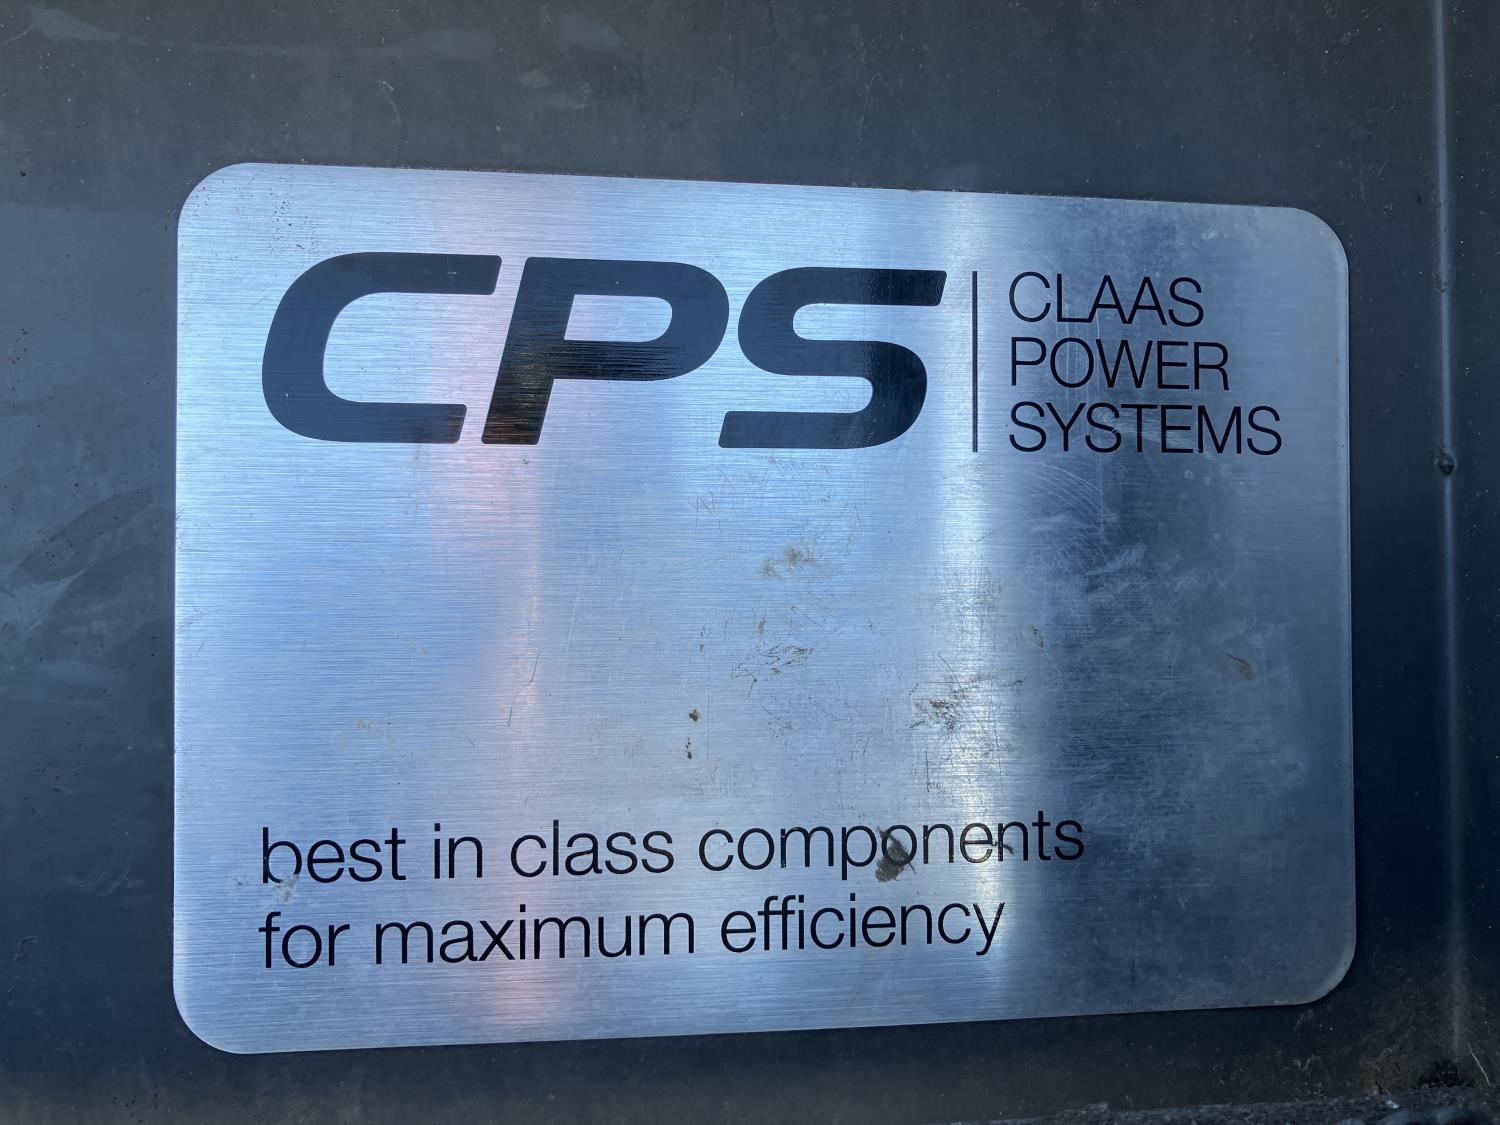 CPS
CLAAS
POWER
SYSTEMS
best in class components
for maximum efficiency